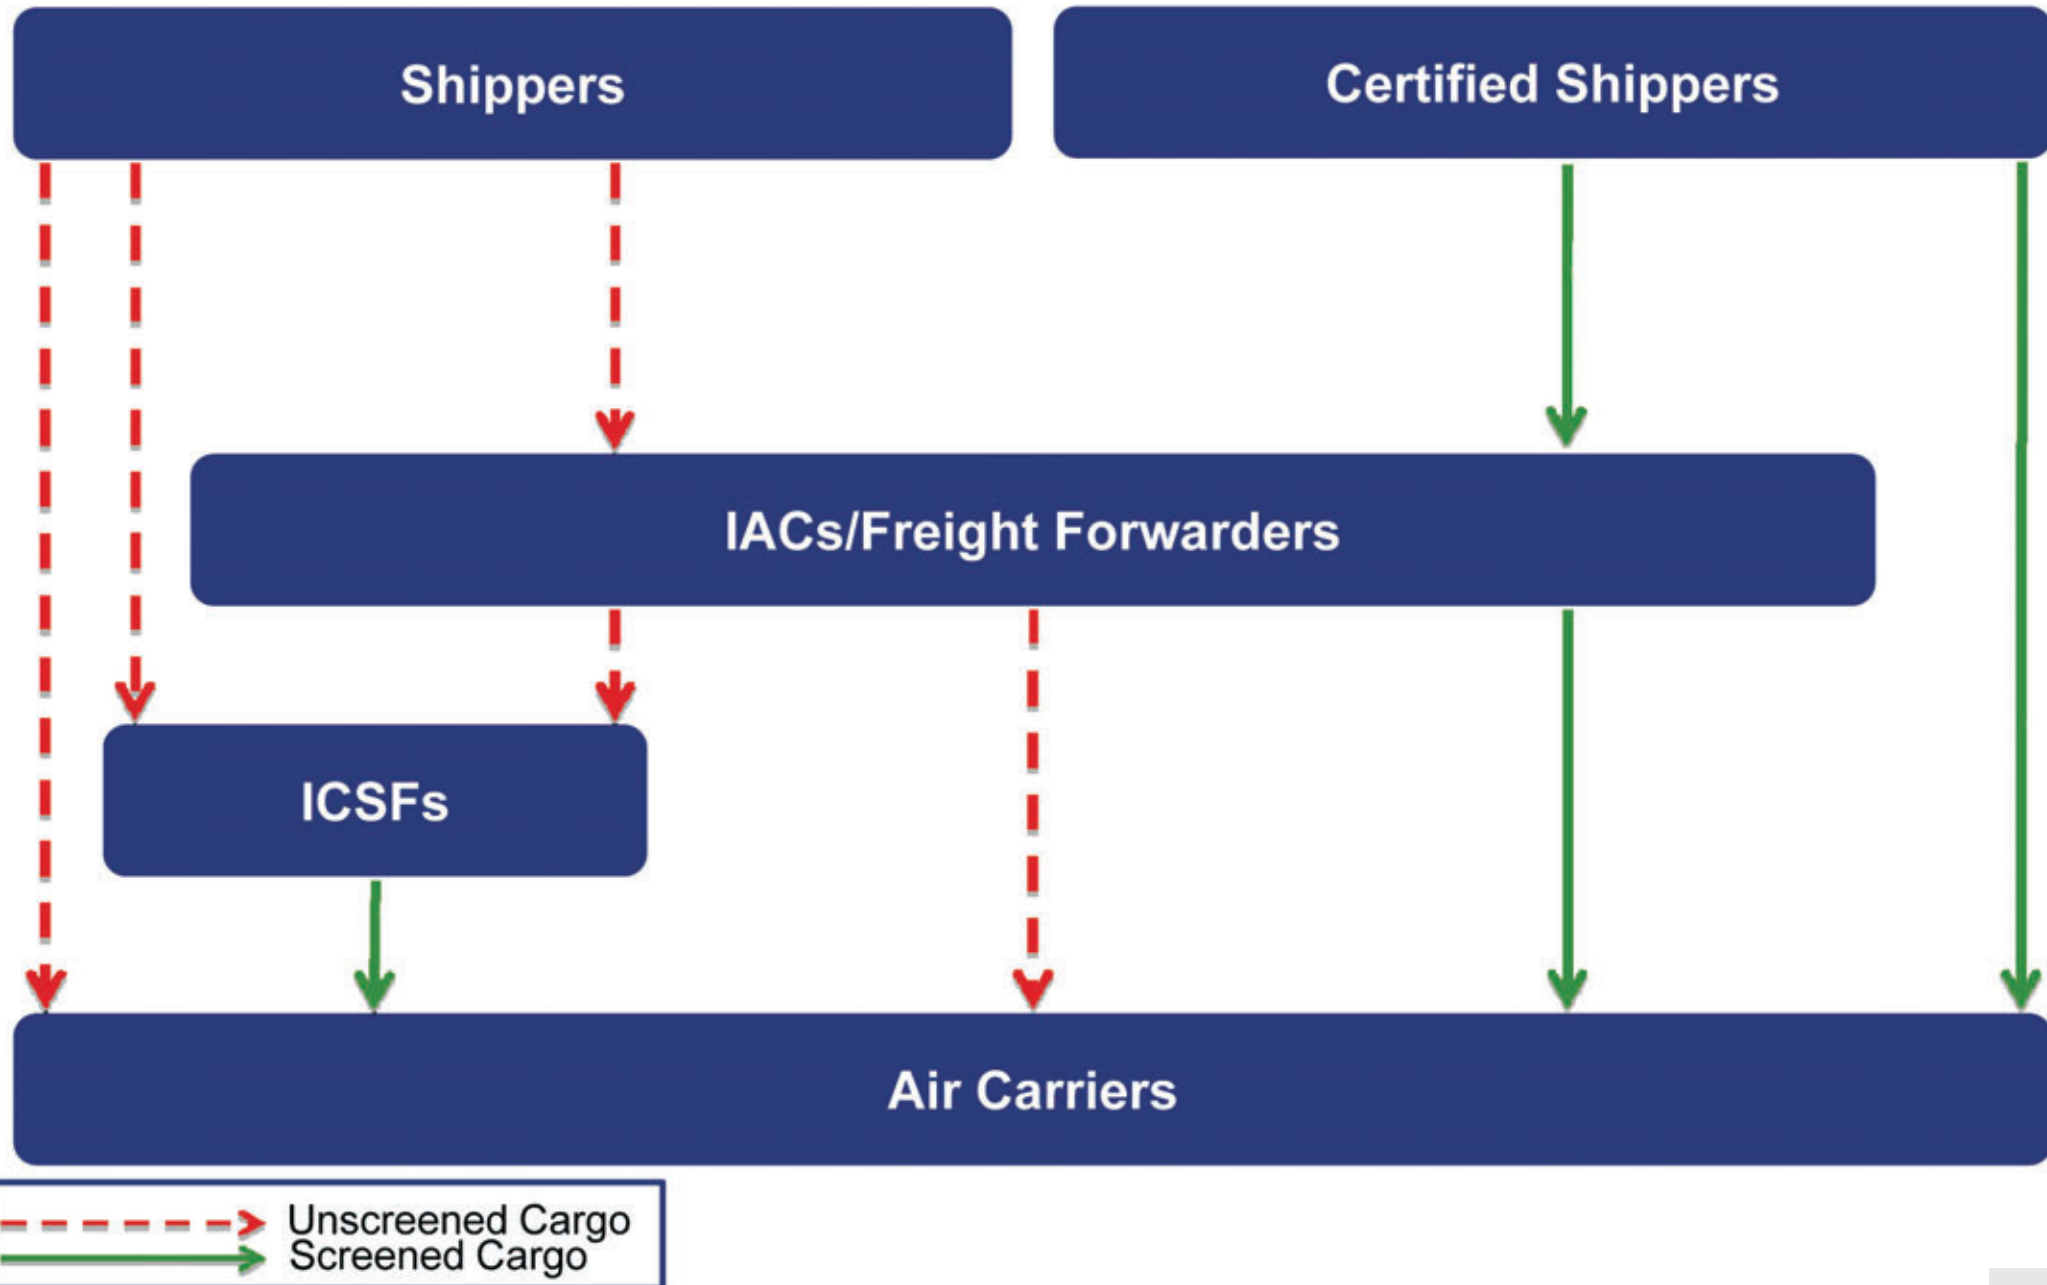 Shippers
Certified Shippers
IACs/Freight Forwarders
ICSFs
Air Carriers
Unscreened Cargo
Screened Cargo